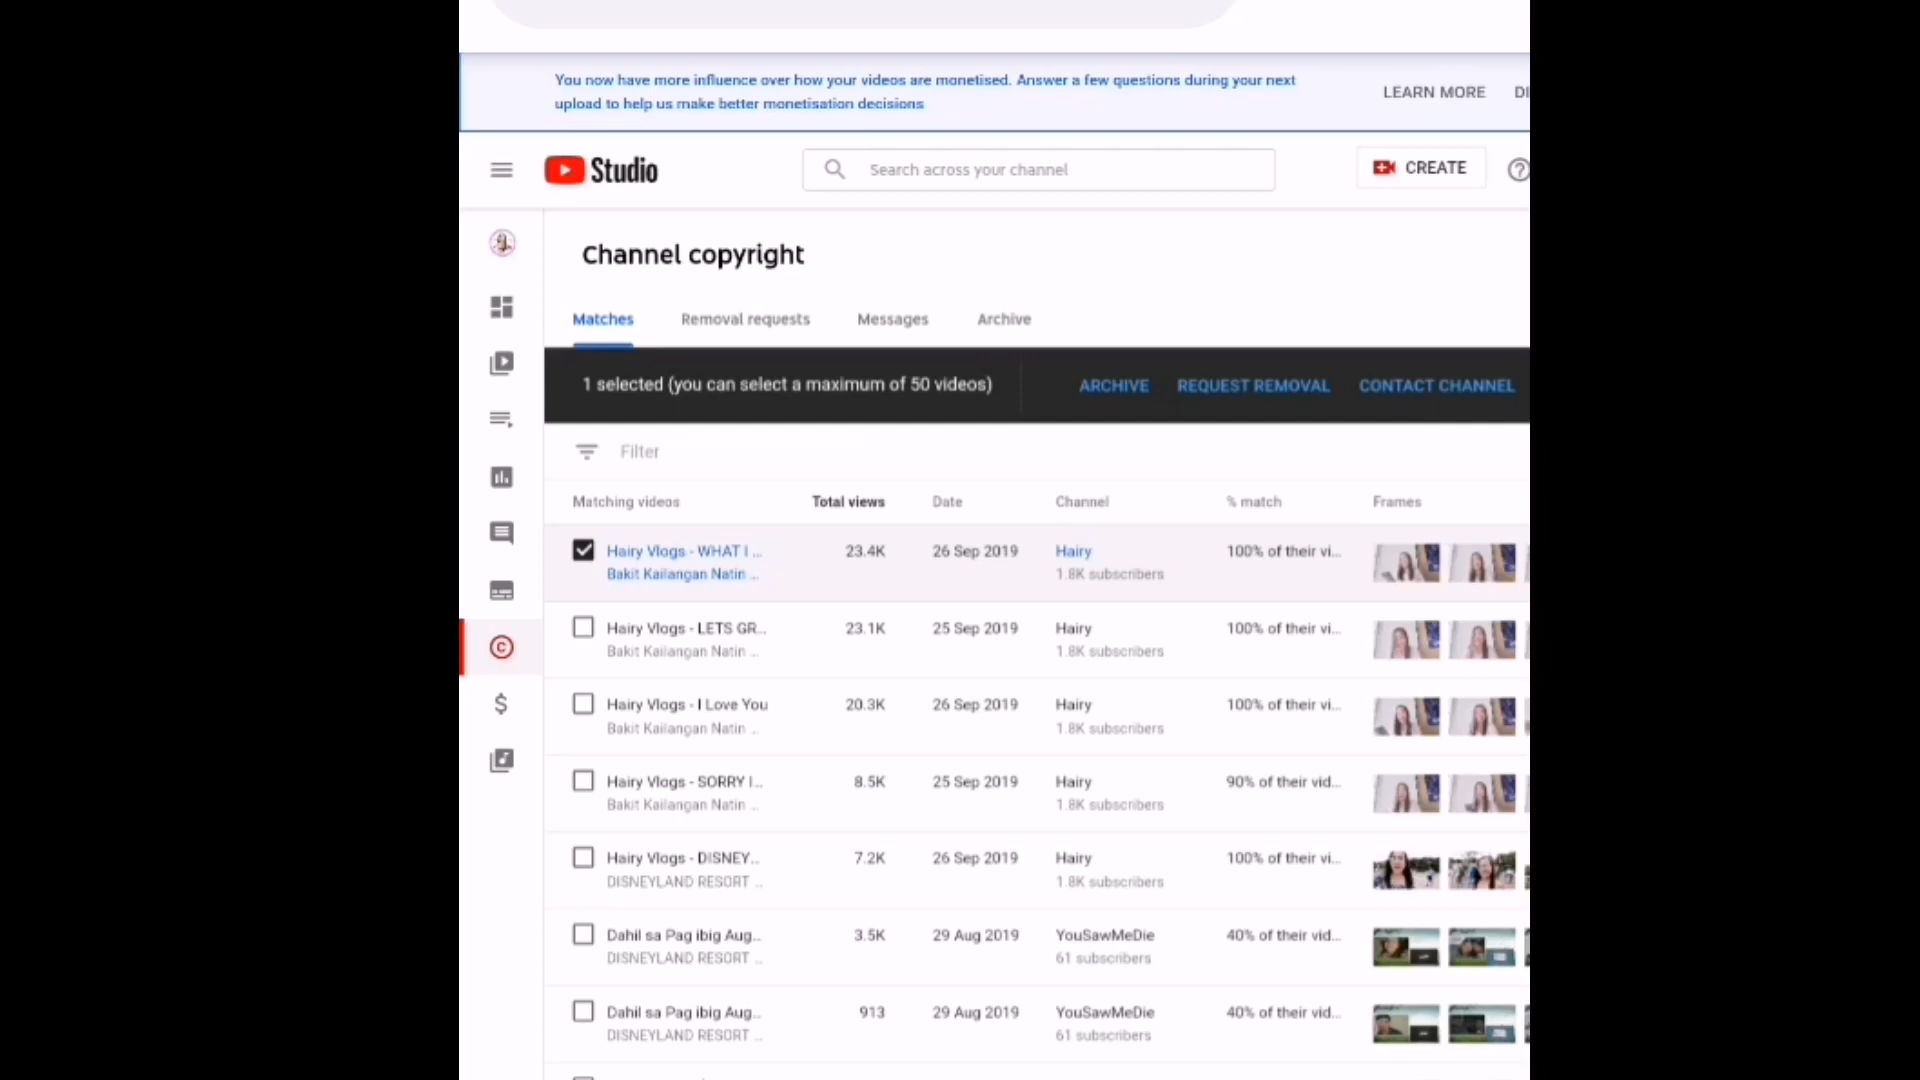 You now have more influence over how your videos are monetised. Answer a few questions during your next
upload to help us make better monetisation decisions
LEARN MORE
Studio
Search across your channel
CREATE
Channel copyright
Matches Removal requests Messages Archive
1 selected (you can select a maximum of 50 videos) ARCHIVE REQUEST REMOVAL CONTACT CHANNEL
Filter
Matching videos Total views Date Channel % match Frames
Hairy Vlogs - WHAT I ... 23.4K 26 Sep 2019 Hairy 100% of their vi...
Bakit Kailangan Natin ... 1.8K subscribers
Hairy Vlogs - LETS GR... 23.1K 25 Sep 2019 Hairy 100% of their vi...
Bakit Kailangan Natin ... 1.8K subscribers
Hairy Vlogs - I Love You 20.3K 26 Sep 2019 Hairy 100% of their vi...
Bakit Kailangan Natin ... 1.8K subscribers
Hairy Vlogs - SORRY I... 8.5K 25 Sep 2019 Hairy 90% of their vid...
Bakit Kailangan Natin ... 1.8K subscribers
Hairy Vlogs - DISNEY... 7.2K 26 Sep 2019 Hairy 100% of their vi...
DISNEYLAND RESORT ... 1.8K subscribers
Dahil sa Pag ibig Aug... 3.5K 29 Aug 2019 YouSawMeDie 40% of their vid...
DISNEYLAND RESORT ... 61 subscribers
Dahil sa Pag ibig Aug... 913 29 Aug 2019 YouSawMeDie 40% of their vid...
DISNEYLAND RESORT ... 61 subscribers